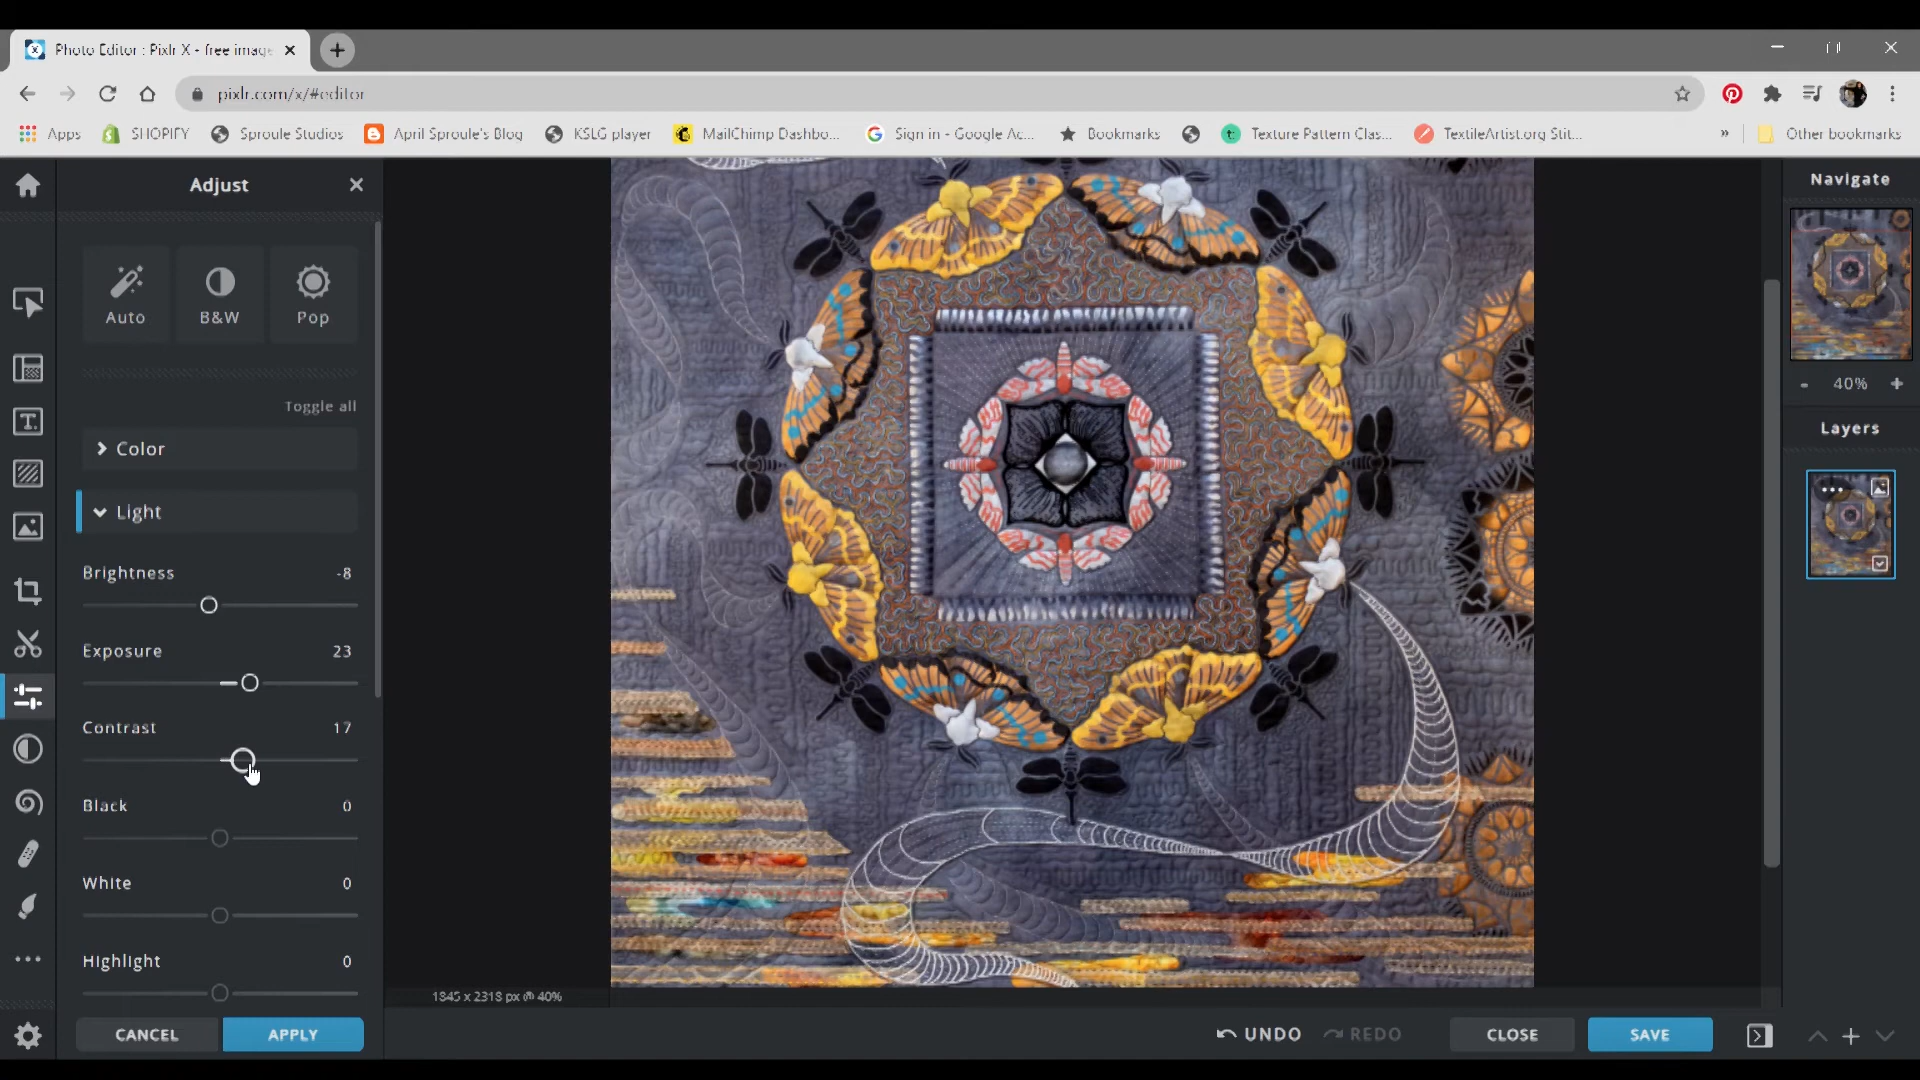 Photo Editor : Pixlr X - free image
pixlr.com/x/#editor
Apps SHOPIFY Sproule Studios April Sproule's Blog KSLG player MailChimp Dashbo... Sign in - Google Ac... Bookmarks Texture Pattern Clas... TextileArtist.org Stit... » Other bookmarks
Adjust
Navigate
Auto B&W Pop
- 40% +
Toggle all
Layers
Color
Light
Brightness -8
Exposure 23
Contrast 17
Black 0
White 0
Highlight 0
1845 x 2318 px @ 40%
CANCEL APPLY
UNDO REDO CLOSE SAVE